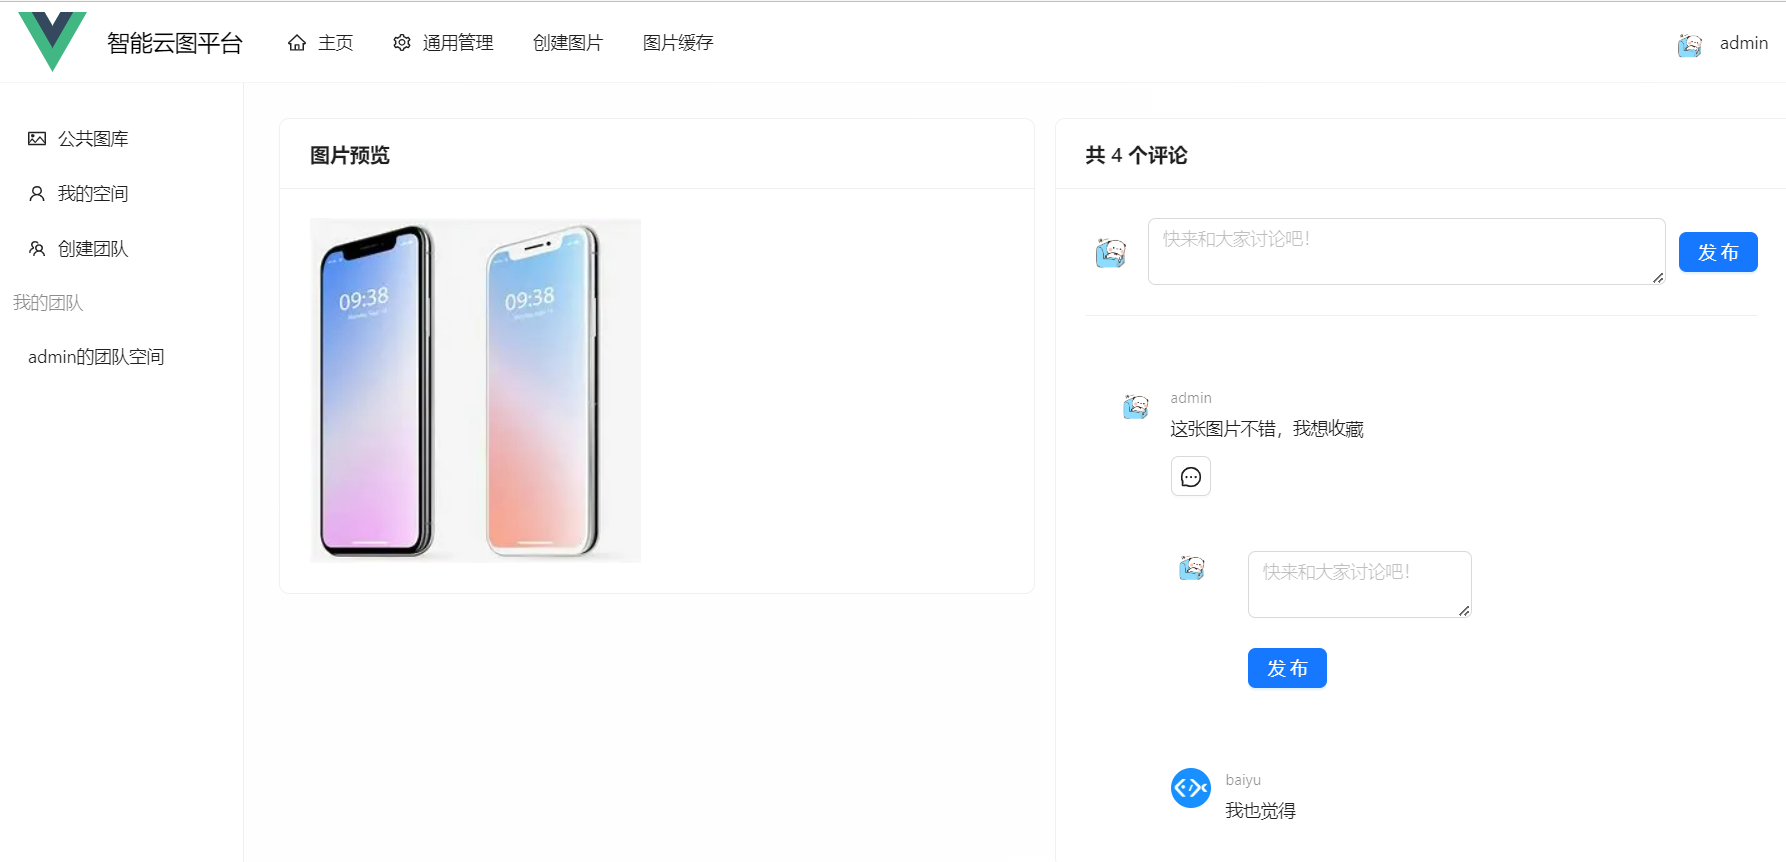 智能云图平台
主页
通用管理
创建图片
图片缓存
admin
公共图库
我的空间
创建团队
我的团队
admin的团队空间
图片预览
09:38
09:38
共 4 个评论
快来和大家讨论吧！
发 布
admin
这张图片不错，我想收藏
快来和大家讨论吧！
发 布
baiyu
我也觉得